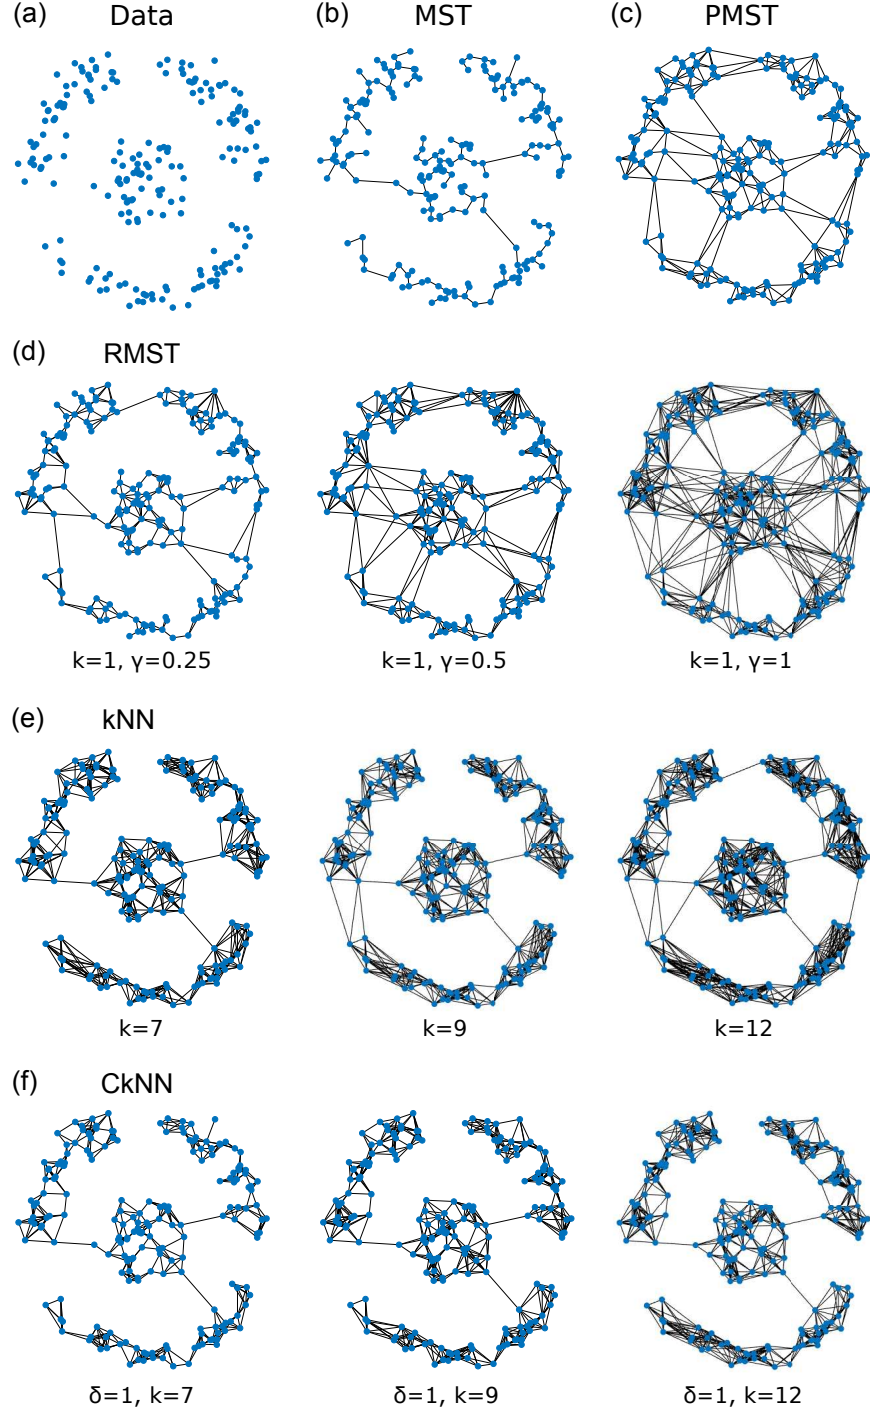 (a) Data (b) MST (c) PMST
(d) RMST
k=1, γ=0.25 k=1, γ=0.5 k=1, γ=1
(e) kNN
k=7 k=9 k=12
(f) CkNN
δ=1, k=7 δ=1, k=9 δ=1, k=12